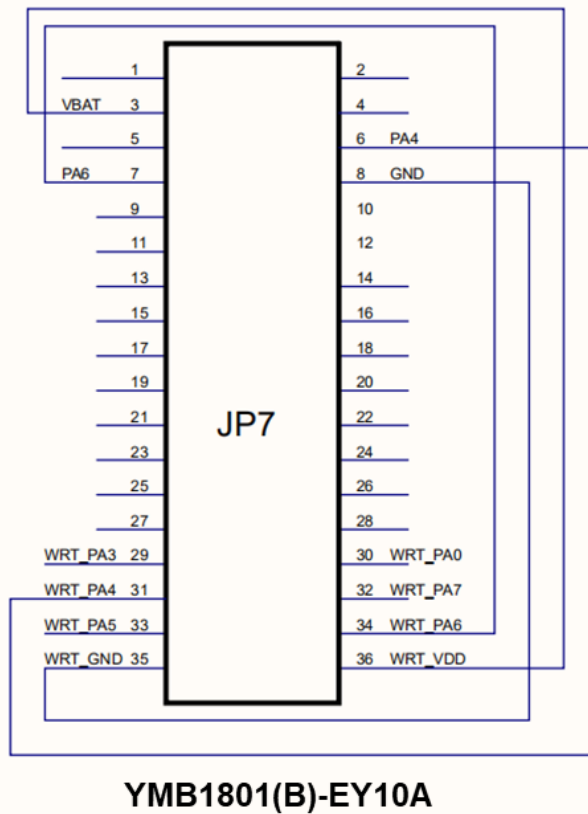 1 2
VBAT 3 4
5 6 PA4
PA6 7 8 GND
9 10
11 12
13 14
15 16
17 18
19 20
21 22
JP7
23 24
25 26
27 28
WRT_PA3 29 30 WRT_PA0
WRT_PA4 31 32 WRT_PA7
WRT_PA5 33 34 WRT_PA6
WRT_GND 35 36 WRT_VDD
YMB1801(B)-EY10A